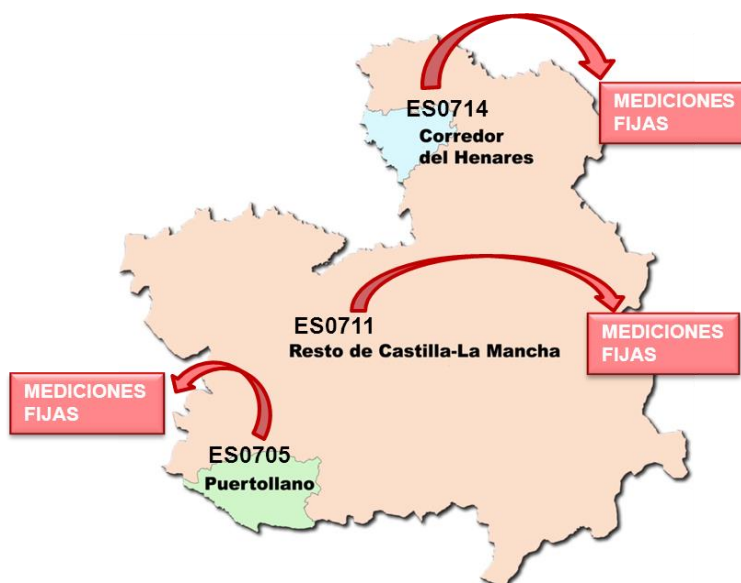 ES0714
Corredor
del Henares
MEDICIONES
FIJAS
ES0711
Resto de Castilla-La Mancha
MEDICIONES
FIJAS
MEDICIONES
FIJAS
ES0705
Puertollano